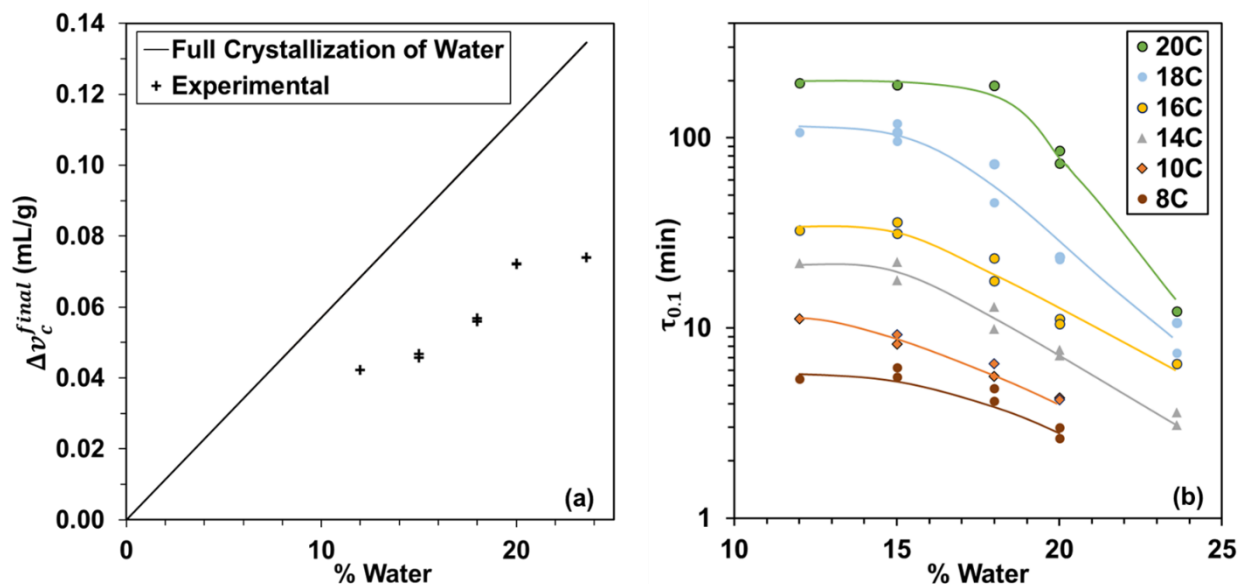 0.14
0.12
0.10
0.08
0.06
0.04
0.02
0.00
Δv_c^final (mL/g)
Full Crystallization of Water
Experimental
(a)
0
10
20
% Water
100
10
1
τ0.1 (min)
20C
18C
16C
14C
10C
8C
(b)
10
15
20
25
% Water